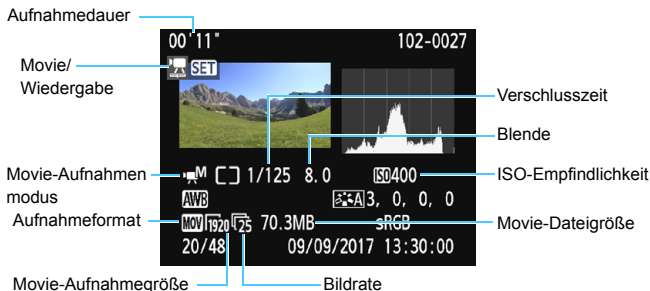 Aufnahmedauer
00'11" 102-0027
Movie/
Wiedergabe
SET
Verschlusszeit
Blende
Movie-Aufnahmen
modus
M 1/125 8.0 ISO400
ISO-Empfindlichkeit
AWB A3, 0, 0, 0
Aufnahmeformat
MOV 1920 25 70.3MB sRGB
Movie-Dateigröße
20/48 09/09/2017 13:30:00
Movie-Aufnahmegröße
Bildrate